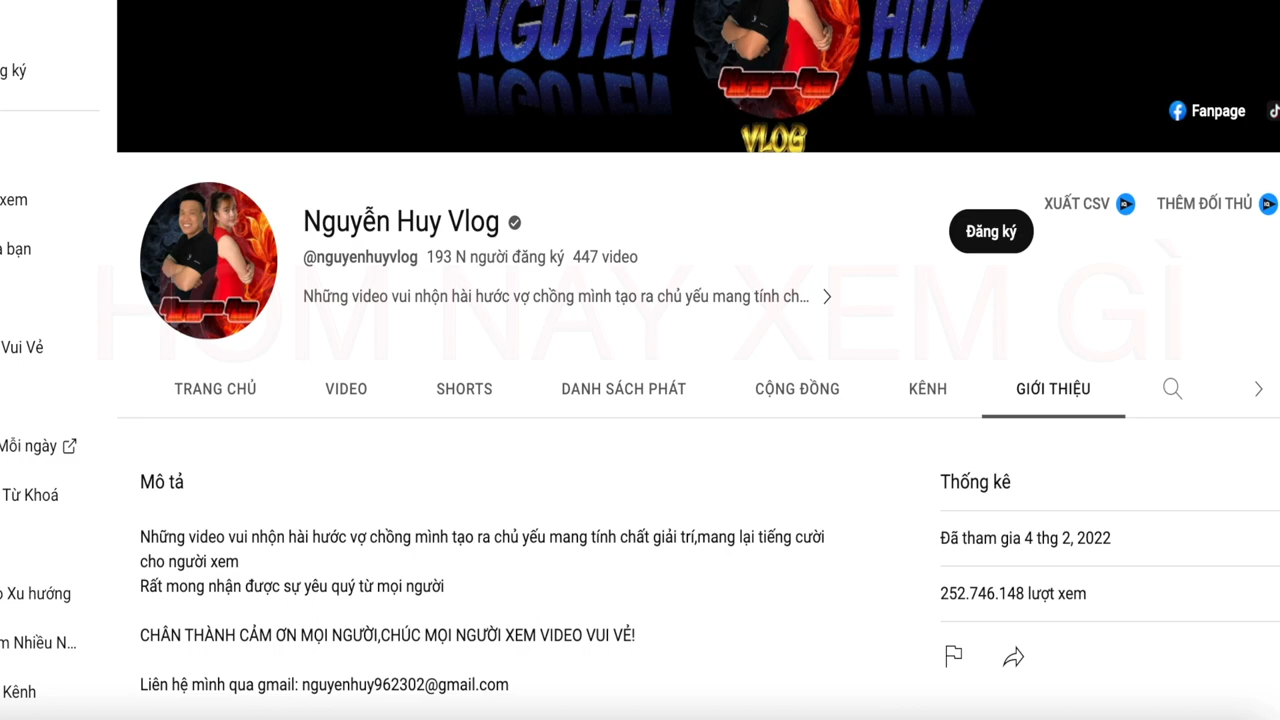 NGUYỄN HUY
VLOG
Fanpage
g ký
xem
bạn
Vui Vẻ
Mỗi ngày
Từ Khoá
Xu hướng
m Nhiều N...
Kênh
XUẤT CSV
THÊM ĐỐI THỦ
Nguyễn Huy Vlog
Đăng ký
@nguyenhuyvlog 193 N người đăng ký 447 video
Những video vui nhộn hài hước vợ chồng mình tạo ra chủ yếu mang tính ch...
HÔM NAY XEM GÌ
TRANG CHỦ VIDEO SHORTS DANH SÁCH PHÁT CỘNG ĐỒNG KÊNH GIỚI THIỆU
Mô tả
Những video vui nhộn hài hước vợ chồng mình tạo ra chủ yếu mang tính chất giải trí,mang lại tiếng cười
cho người xem
Rất mong nhận được sự yêu quý từ mọi người
CHÂN THÀNH CẢM ƠN MỌI NGƯỜI,CHÚC MỌI NGƯỜI XEM VIDEO VUI VẺ!
Liên hệ mình qua gmail: nguyenhuy962302@gmail.com
Thống kê
Đã tham gia 4 thg 2, 2022
252.746.148 lượt xem